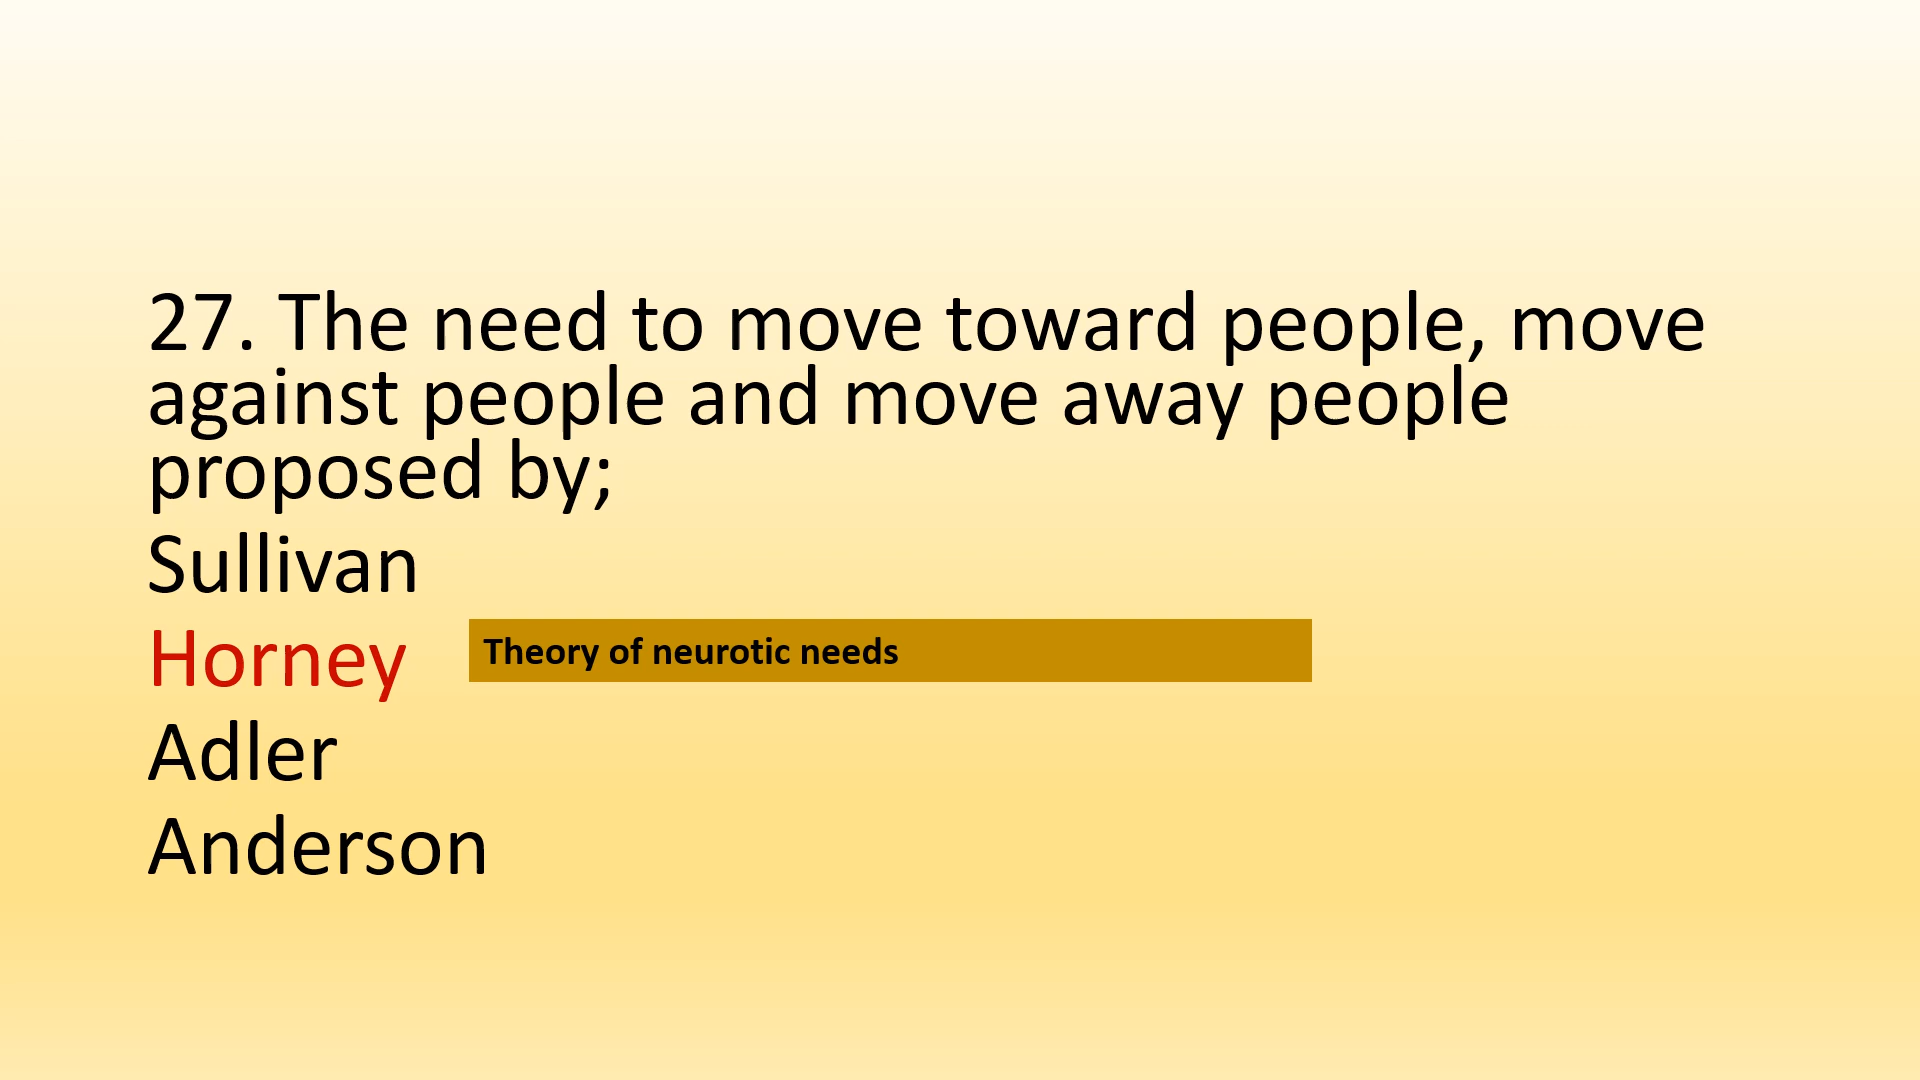 27. The need to move toward people, move
against people and move away people
proposed by;
Sullivan
Horney
Theory of neurotic needs
Adler
Anderson